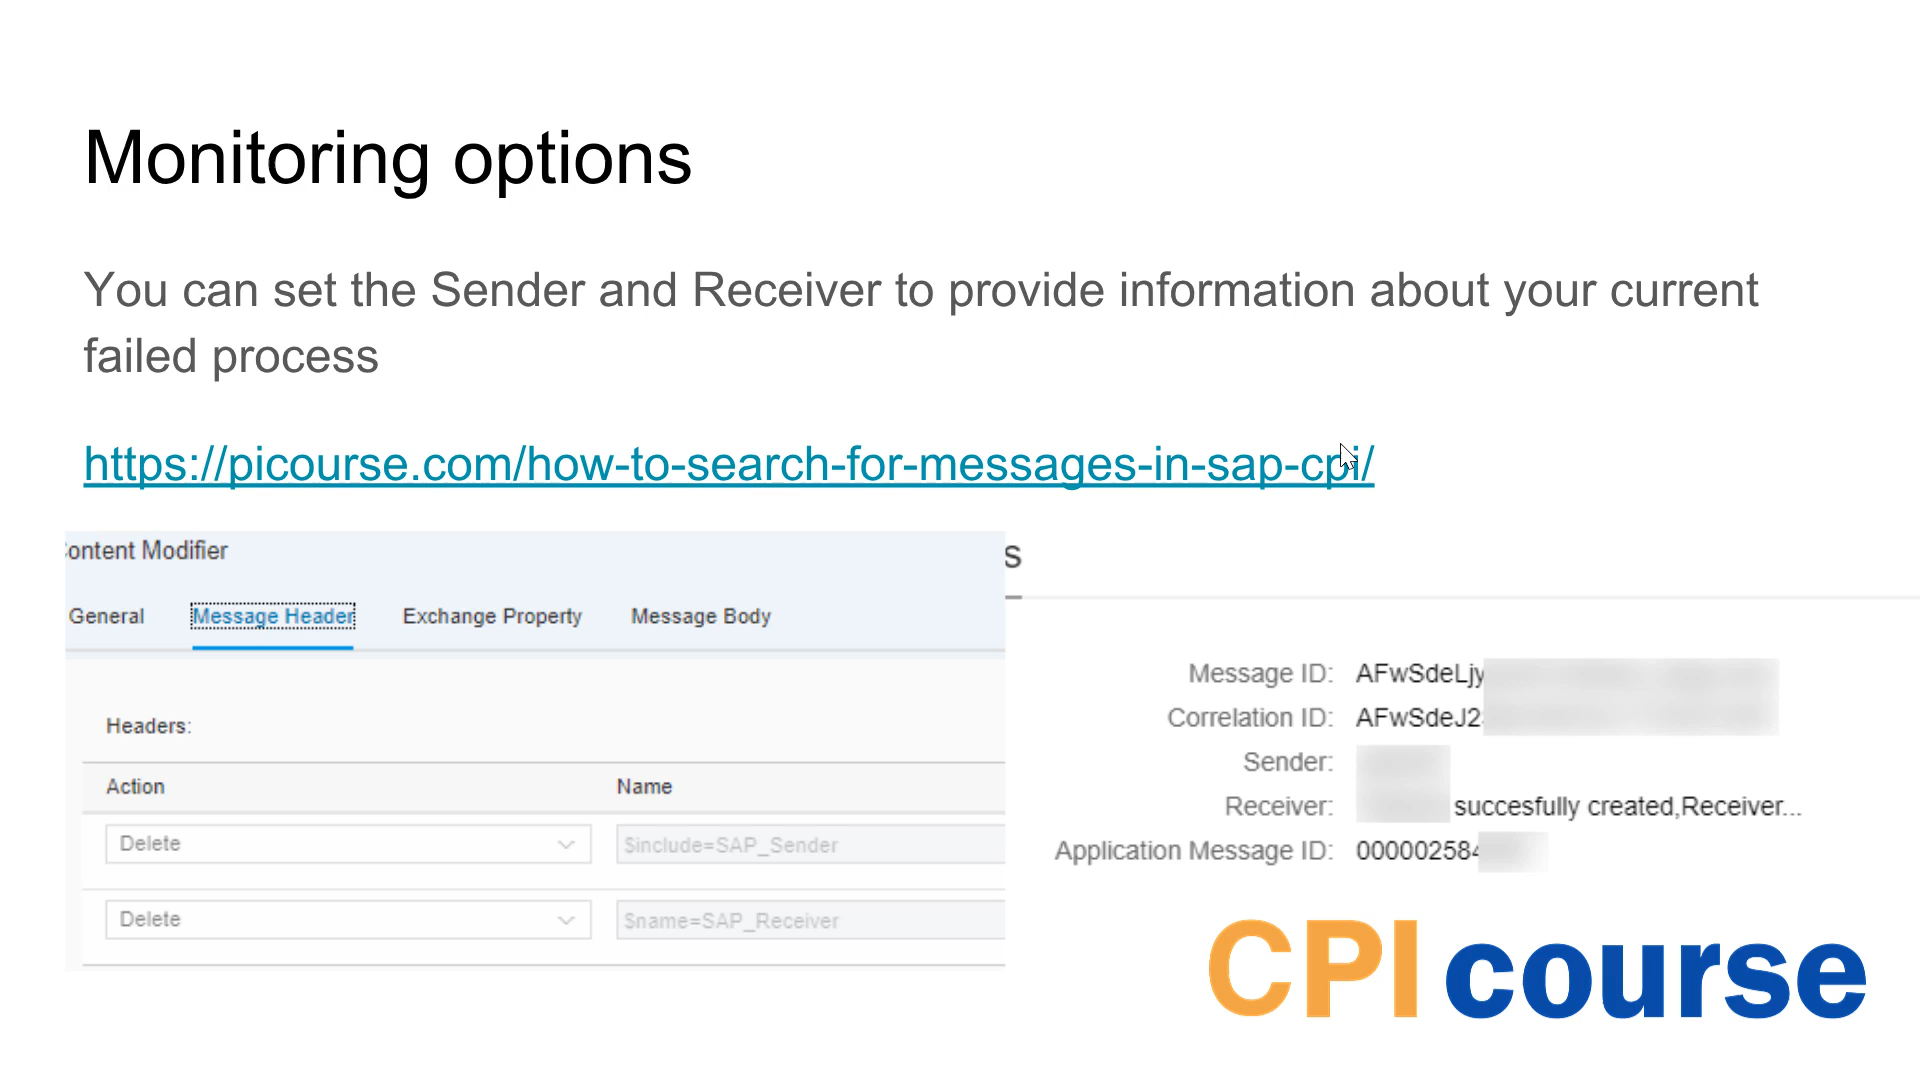 Monitoring options
You can set the Sender and Receiver to provide information about your current
failed process
https://picourse.com/how-to-search-for-messages-in-sap-cpi/
ontent Modifier
General Message Header Exchange Property Message Body
Headers:
Action Name
Delete $include=SAP_Sender
Delete $name=SAP_Receiver
s
Message ID: AFwSdeLjy
Correlation ID: AFwSdeJ2
Sender:
Receiver: succesfully created,Receiver...
Application Message ID: 000000258
CPI course